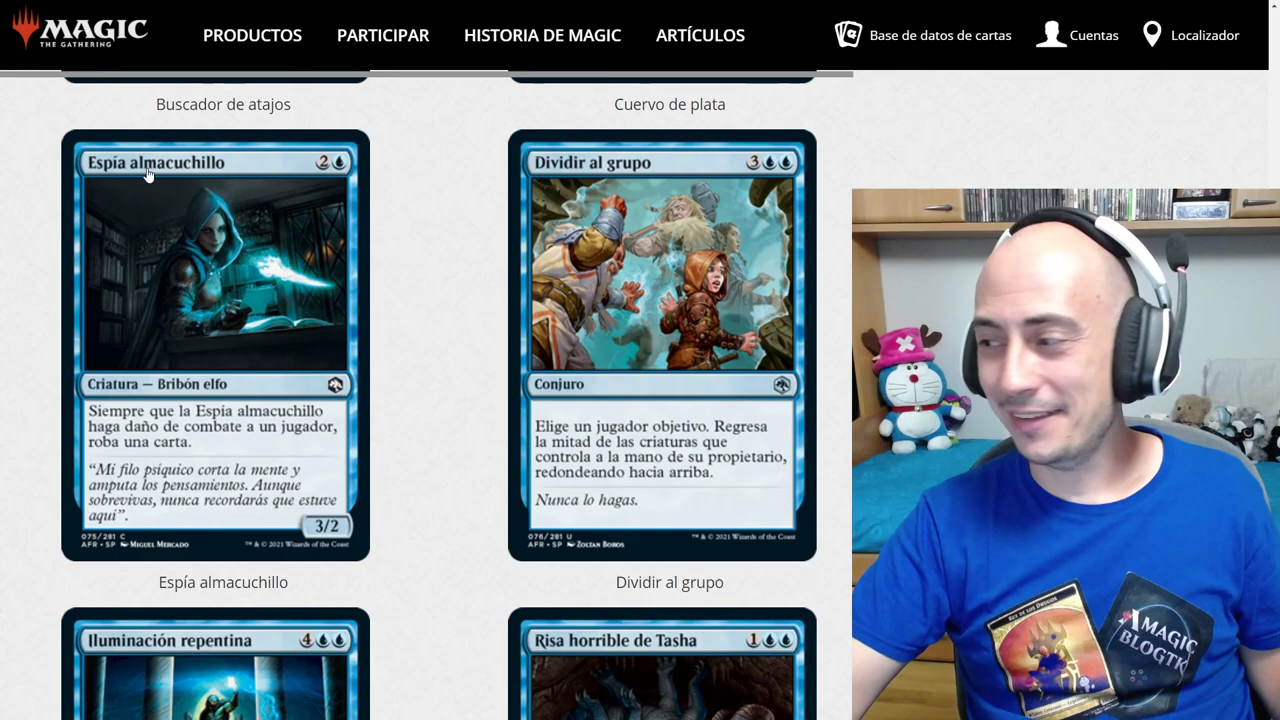 MAGIC
THE GATHERING
PRODUCTOS
PARTICIPAR
HISTORIA DE MAGIC
ARTÍCULOS
Base de datos de cartas
Cuentas
Localizador
Buscador de atajos
Cuervo de plata
Espía almacuchillo 2
Criatura — Bribón elfo
Siempre que la Espía almacuchillo
haga daño de combate a un jugador,
roba una carta.
“Mi filo psíquico corta la mente y
amputa los pensamientos. Aunque
sobrevivas, nunca recordarás que estuve
aquí”.
3/2
075/281 C
AFR • SP Miguel Mercado
™ & © 2021 Wizards of the Coast
Espía almacuchillo
Dividir al grupo 3
Conjuro
Elige un jugador objetivo. Regresa
la mitad de las criaturas que
controla a la mano de su propietario,
redondeando hacia arriba.
Nunca lo hagas.
076/281 U
AFR • SP Zoltan Boros
™ & © 2021 Wizards of the Coast
Dividir al grupo
Iluminación repentina 4
Risa horrible de Tasha 1
Rey de los Drogos
MAGIC
BLOGTK